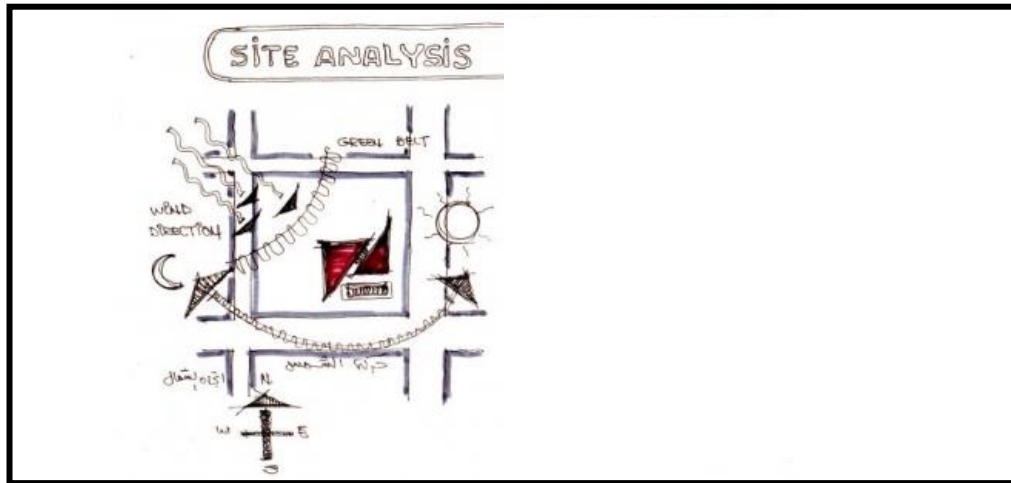 SITE ANALYSIS
GREEN BELT
WIND
DIRECTION
N
W E
S